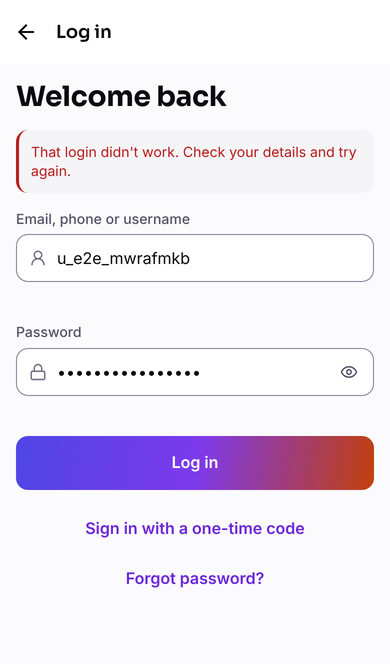 Log in
Welcome back
That login didn't work. Check your details and try
again.
Email, phone or username
u_e2e_mwrafmkb
Password
••••••••••••••••
Log in
Sign in with a one-time code
Forgot password?